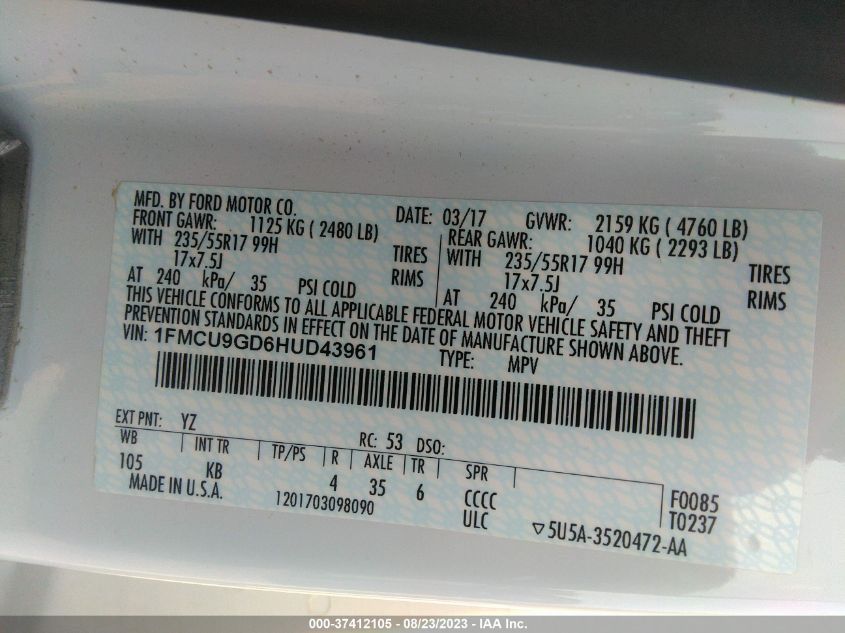 MFD. BY FORD MOTOR CO. DATE: 03/17 GVWR: 2159 KG ( 4760 LB)
FRONT GAWR: 1125 KG ( 2480 LB) REAR GAWR: 1040 KG ( 2293 LB)
WITH 235/55R17 99H TIRES WITH 235/55R17 99H TIRES
17x7.5J RIMS 17x7.5J RIMS
AT 240 kPa/ 35 PSI COLD AT 240 kPa/ 35 PSI COLD
THIS VEHICLE CONFORMS TO ALL APPLICABLE FEDERAL MOTOR VEHICLE SAFETY AND THEFT
PREVENTION STANDARDS IN EFFECT ON THE DATE OF MANUFACTURE SHOWN ABOVE.
VIN: 1FMCU9GD6HUD43961 TYPE: MPV
EXT PNT: YZ RC: 53 DSO:
WB INT TR TP/PS R AXLE TR SPR F0085
105 KB 4 35 6 CCCC T0237
MADE IN U.S.A. 1201703098090 ULC ▽5U5A-3520472-AA
000-37412105 - 08/23/2023 - IAA Inc.